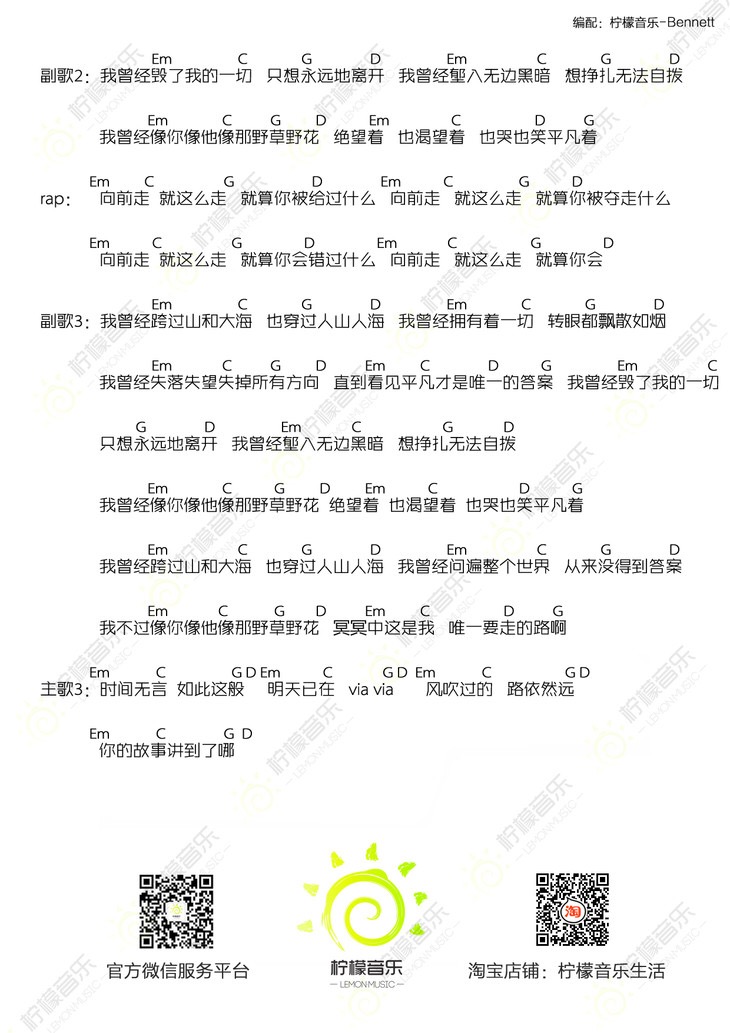 编配：柠檬音乐-Bennett
Em C G D Em C G D
副歌2：我曾经毁了我的一切 只想永远地离开 我曾经堕入无边黑暗 想挣扎无法自拨
Em C G D Em C D G
我曾经像你像他像那野草野花 绝望着 也渴望着 也哭也笑平凡着
Em C G D Em C G D
rap： 向前走 就这么走 就算你被给过什么 向前走 就这么走 就算你被夺走什么
Em C G D Em C G D
向前走 就这么走 就算你会错过什么 向前走 就这么走 就算你会
Em C G D Em C G D
副歌3：我曾经跨过山和大海 也穿过人山人海 我曾经拥有着一切 转眼都飘散如烟
Em C G D Em C D G Em C
我曾经失落失望失掉所有方向 直到看见平凡才是唯一的答案 我曾经毁了我的一切
G D Em C G D
只想永远地离开 我曾经堕入无边黑暗 想挣扎无法自拨
Em C G D Em C D G
我曾经像你像他像那野草野花 绝望着 也渴望着 也哭也笑平凡着
Em C G D Em C G D
我曾经跨过山和大海 也穿过人山人海 我曾经问遍整个世界 从来没得到答案
Em C G D Em C D G
我不过像你像他像那野草野花 冥冥中这是我 唯一要走的路啊
Em C G D Em C G D Em C G D
主歌3：时间无言 如此这般 明天已在 via via 风吹过的 路依然远
Em C G D
你的故事讲到了哪
淘
柠檬音乐
LEMON MUSIC
官方微信服务平台
淘宝店铺：柠檬音乐生活